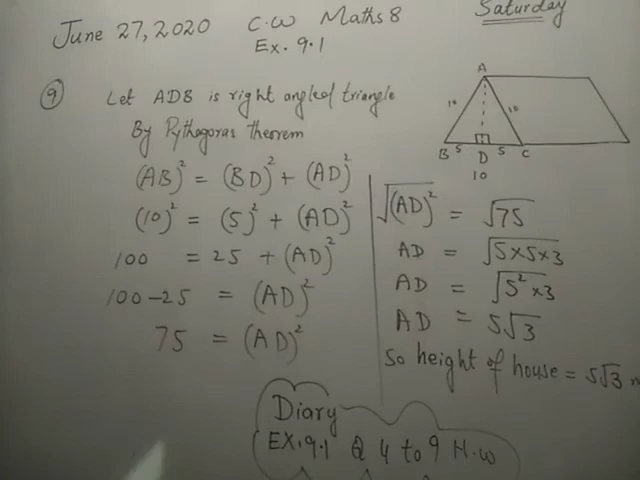 June 27, 2020 C.W Maths 8 Saturday
Ex. 9.1
⑨ Let ADB is right angled triangle
By Pythagoras theorem
(AB)² = (BD)² + (AD)²
(10)² = (5)² + (AD)²
100 = 25 + (AD)²
100 - 25 = (AD)²
75 = (AD)²
A
10 10
B 5 D 5 C
10
√(AD)² = √75
AD = √5×5×3
AD = √5²×3
AD = 5√3
So height of house = 5√3 m
Diary
EX.9.1 Q 4 to 9 H.W